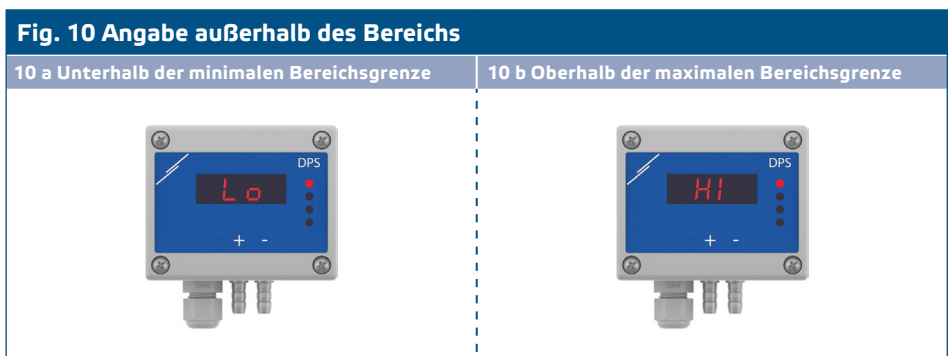 Fig. 10 Angabe außerhalb des Bereichs
10 a Unterhalb der minimalen Bereichsgrenze
10 b Oberhalb der maximalen Bereichsgrenze
DPS
Lo
+ -
DPS
HI
+ -